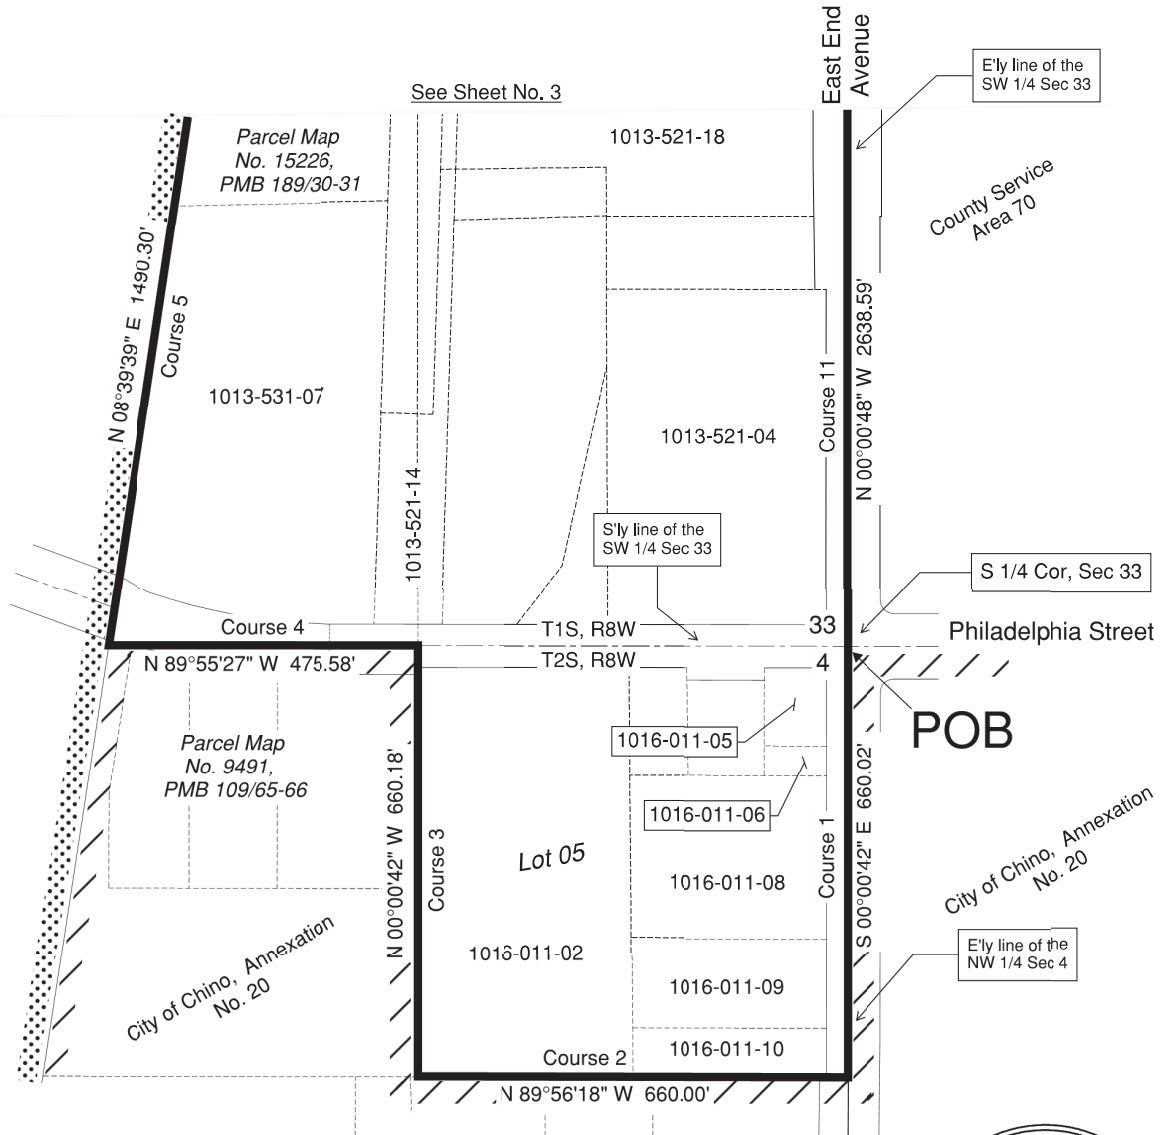 East End
Avenue
See Sheet No. 3
E'ly line of the
SW 1/4 Sec 33
Parcel Map
No. 15226,
PMB 189/30-31
1013-521-18
County Service
Area 70
N 08°39'39" E 1490.30'
Course 5
1013-531-07
1013-521-14
1013-521-04
Course 11
N 00°00'48" W 2638.59'
S'ly line of the
SW 1/4 Sec 33
S 1/4 Cor, Sec 33
Course 4
T1S, R8W
33
Philadelphia Street
N 89°55'27" W 475.58'
T2S, R8W
4
POB
Parcel Map
No. 9491,
PMB 109/65-66
1016-011-05
1016-011-06
N 00°00'42" W 660.18'
Course 3
Lot 05
1016-011-08
Course 1
S 00°00'42" E 660.02'
City of Chino, Annexation
No. 20
E'ly line of the
NW 1/4 Sec 4
1016-011-02
City of Chino, Annexation
No. 20
1016-011-09
1016-011-10
Course 2
N 89°56'18" W 660.00'